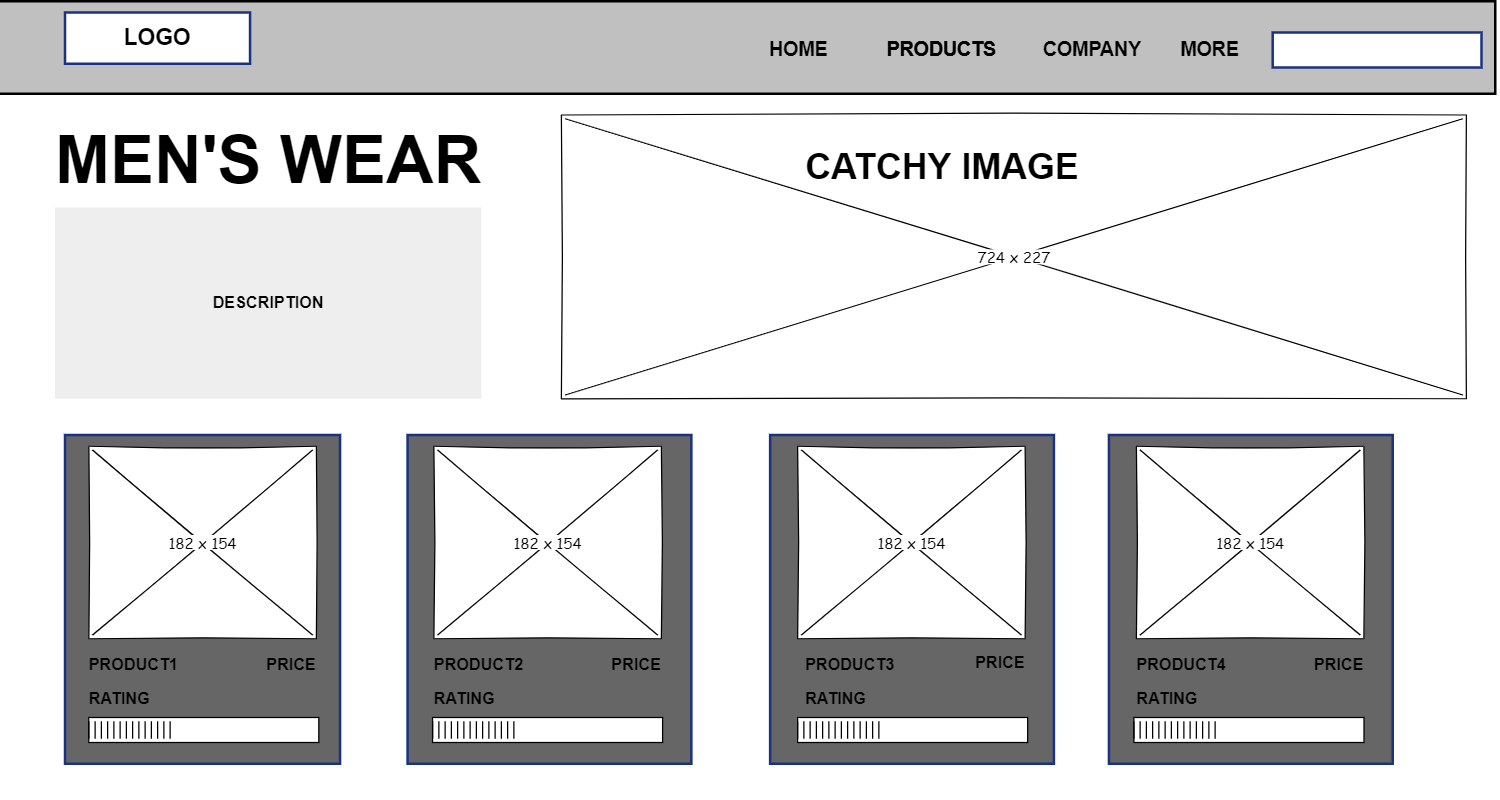 LOGO
HOME PRODUCTS COMPANY MORE
MEN'S WEAR
CATCHY IMAGE
724 x 227
DESCRIPTION
182 x 154 182 x 154 182 x 154 182 x 154
PRODUCT1 PRICE PRODUCT2 PRICE PRODUCT3 PRICE PRODUCT4 PRICE
RATING RATING RATING RATING